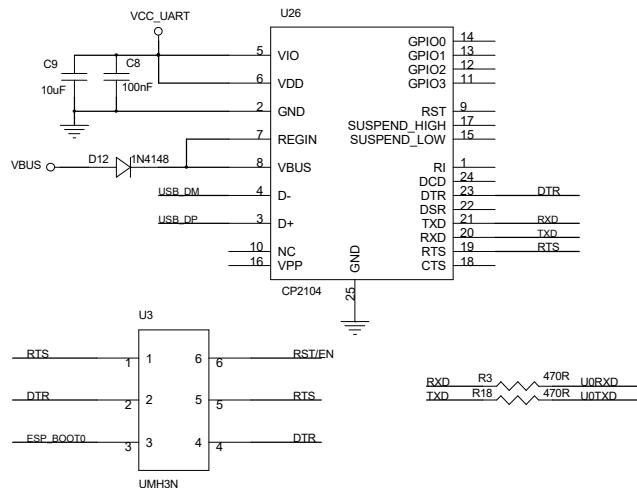 VCC_UART
U26
C9
10uF
C8
100nF
5 VIO
6 VDD
2 GND
7 REGIN
8 VBUS
4 D-
3 D+
10 NC
16 VPP
GPIO0 14
GPIO1 13
GPIO2 12
GPIO3 11
RST 9
SUSPEND_HIGH 17
SUSPEND_LOW 15
RI 1
DCD 24
DTR 23 DTR
DSR 22
TXD 21 RXD
RXD 20 TXD
RTS 19 RTS
CTS 18
GND
25
VBUS
D12 1N4148
USB_DM
USB_DP
CP2104
U3
RTS 1 1 6 6 RST/EN
DTR 2 2 5 5 RTS
ESP_BOOT0 3 3 4 4 DTR
UMH3N
RXD R3 470R U0RXD
TXD R18 470R U0TXD